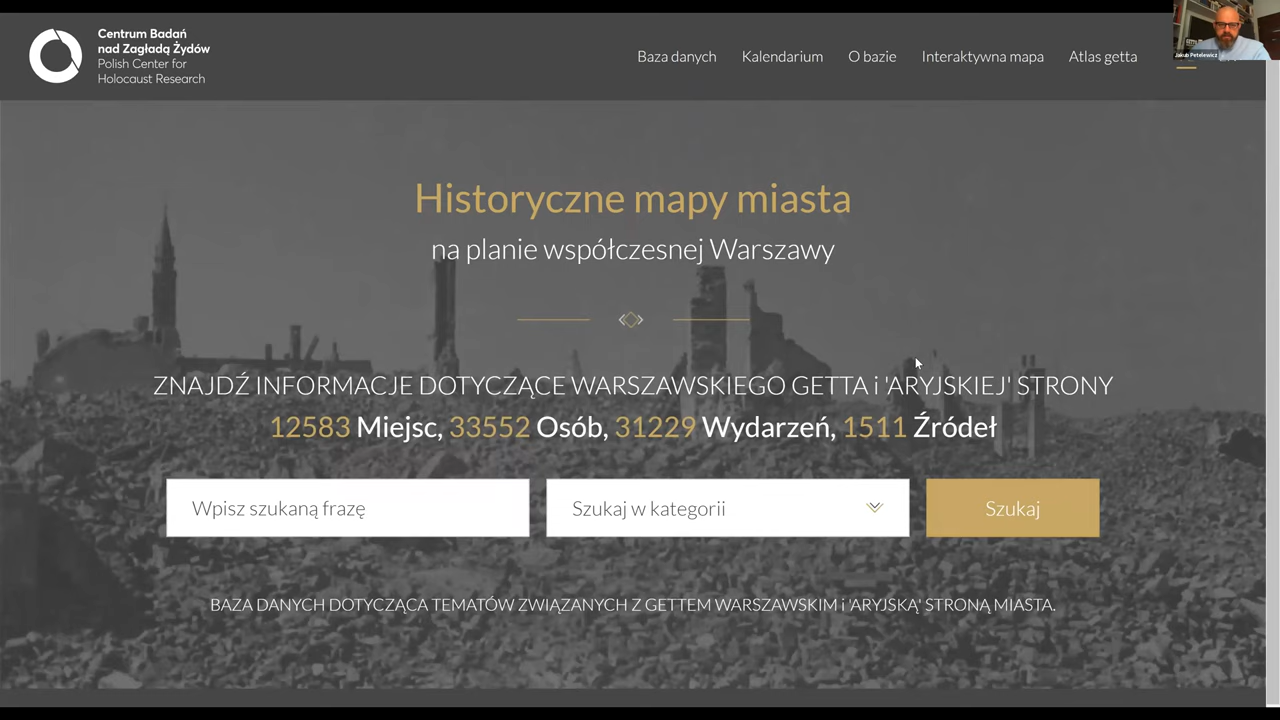 Centrum Badań
nad Zagładą Żydów
Polish Center for
Holocaust Research
Baza danych
Kalendarium
O bazie
Interaktywna mapa
Atlas getta
Jakub Petelewicz
Historyczne mapy miasta
na planie współczesnej Warszawy
ZNAJDŹ INFORMACJE DOTYCZĄCE WARSZAWSKIEGO GETTA i 'ARYJSKIEJ' STRONY
12583 Miejsc, 33552 Osób, 31229 Wydarzeń, 1511 Źródeł
Wpisz szukaną frazę
Szukaj w kategorii
Szukaj
BAZA DANYCH DOTYCZĄCA TEMATÓW ZWIĄZANYCH Z GETTEM WARSZAWSKIM i 'ARYJSKĄ' STRONĄ MIASTA.